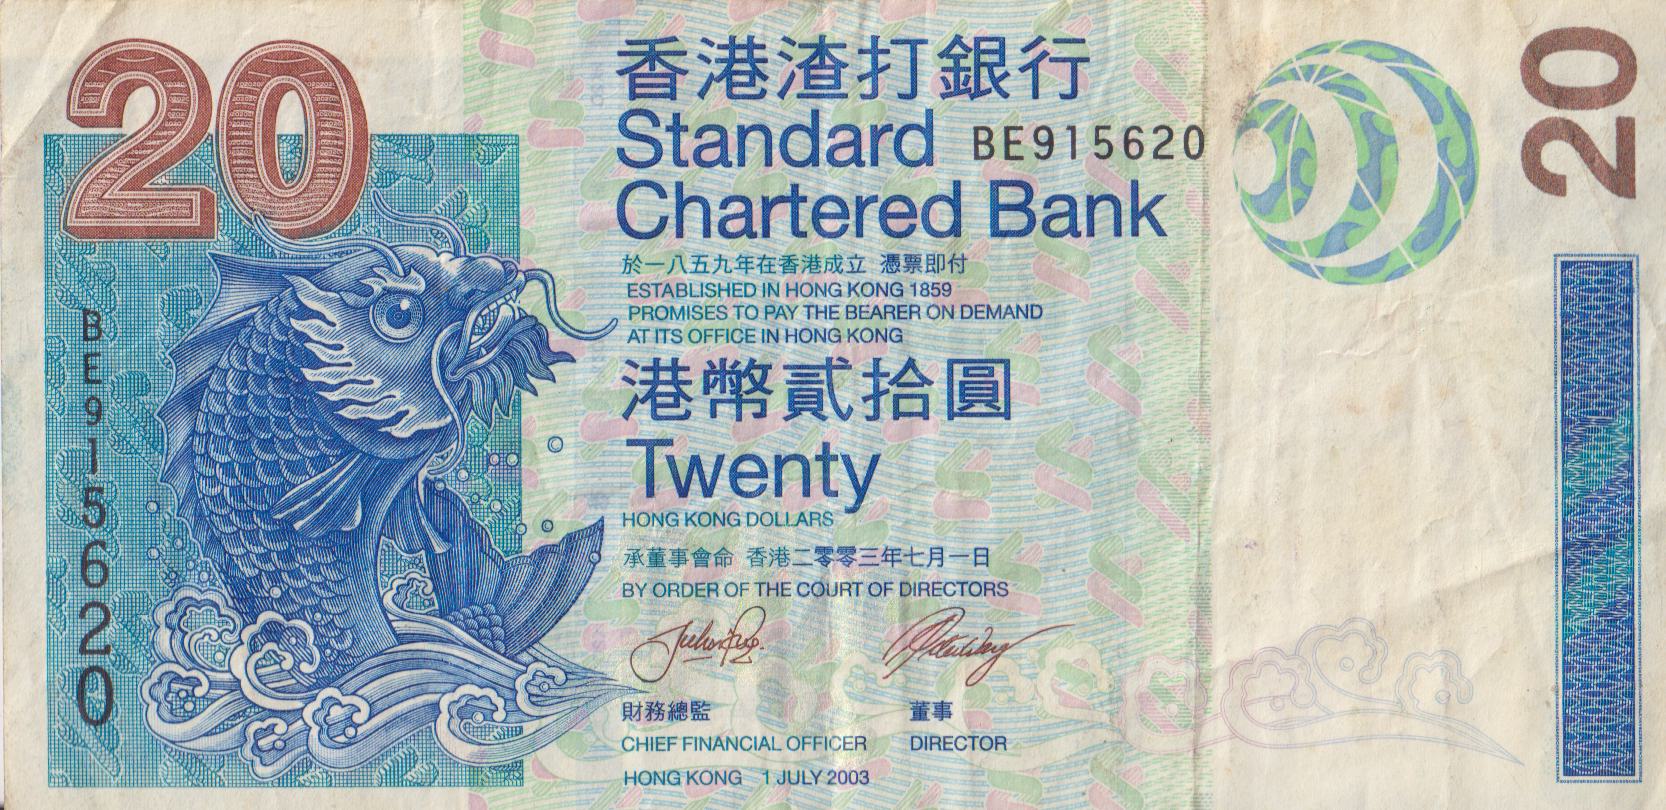 20
香港渣打銀行
Standard
Chartered Bank
BE915620
20
於一八五九年在香港成立 憑票即付
ESTABLISHED IN HONG KONG 1859
PROMISES TO PAY THE BEARER ON DEMAND
AT ITS OFFICE IN HONG KONG
港幣貳拾圓
Twenty
HONG KONG DOLLARS
承董事會命 香港二零零三年七月一日
BY ORDER OF THE COURT OF DIRECTORS
財務總監 董事
CHIEF FINANCIAL OFFICER DIRECTOR
HONG KONG 1 JULY 2003
BE915620